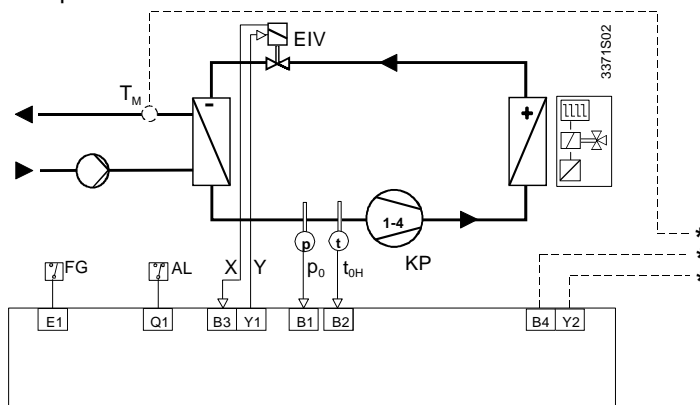 EIV
3371S02
T_M
-
+
1-4
p
t
FG
AL
X
Y
p_0
t_0H
KP
*
*
*
E1
Q1
B3
Y1
B1
B2
B4
Y2